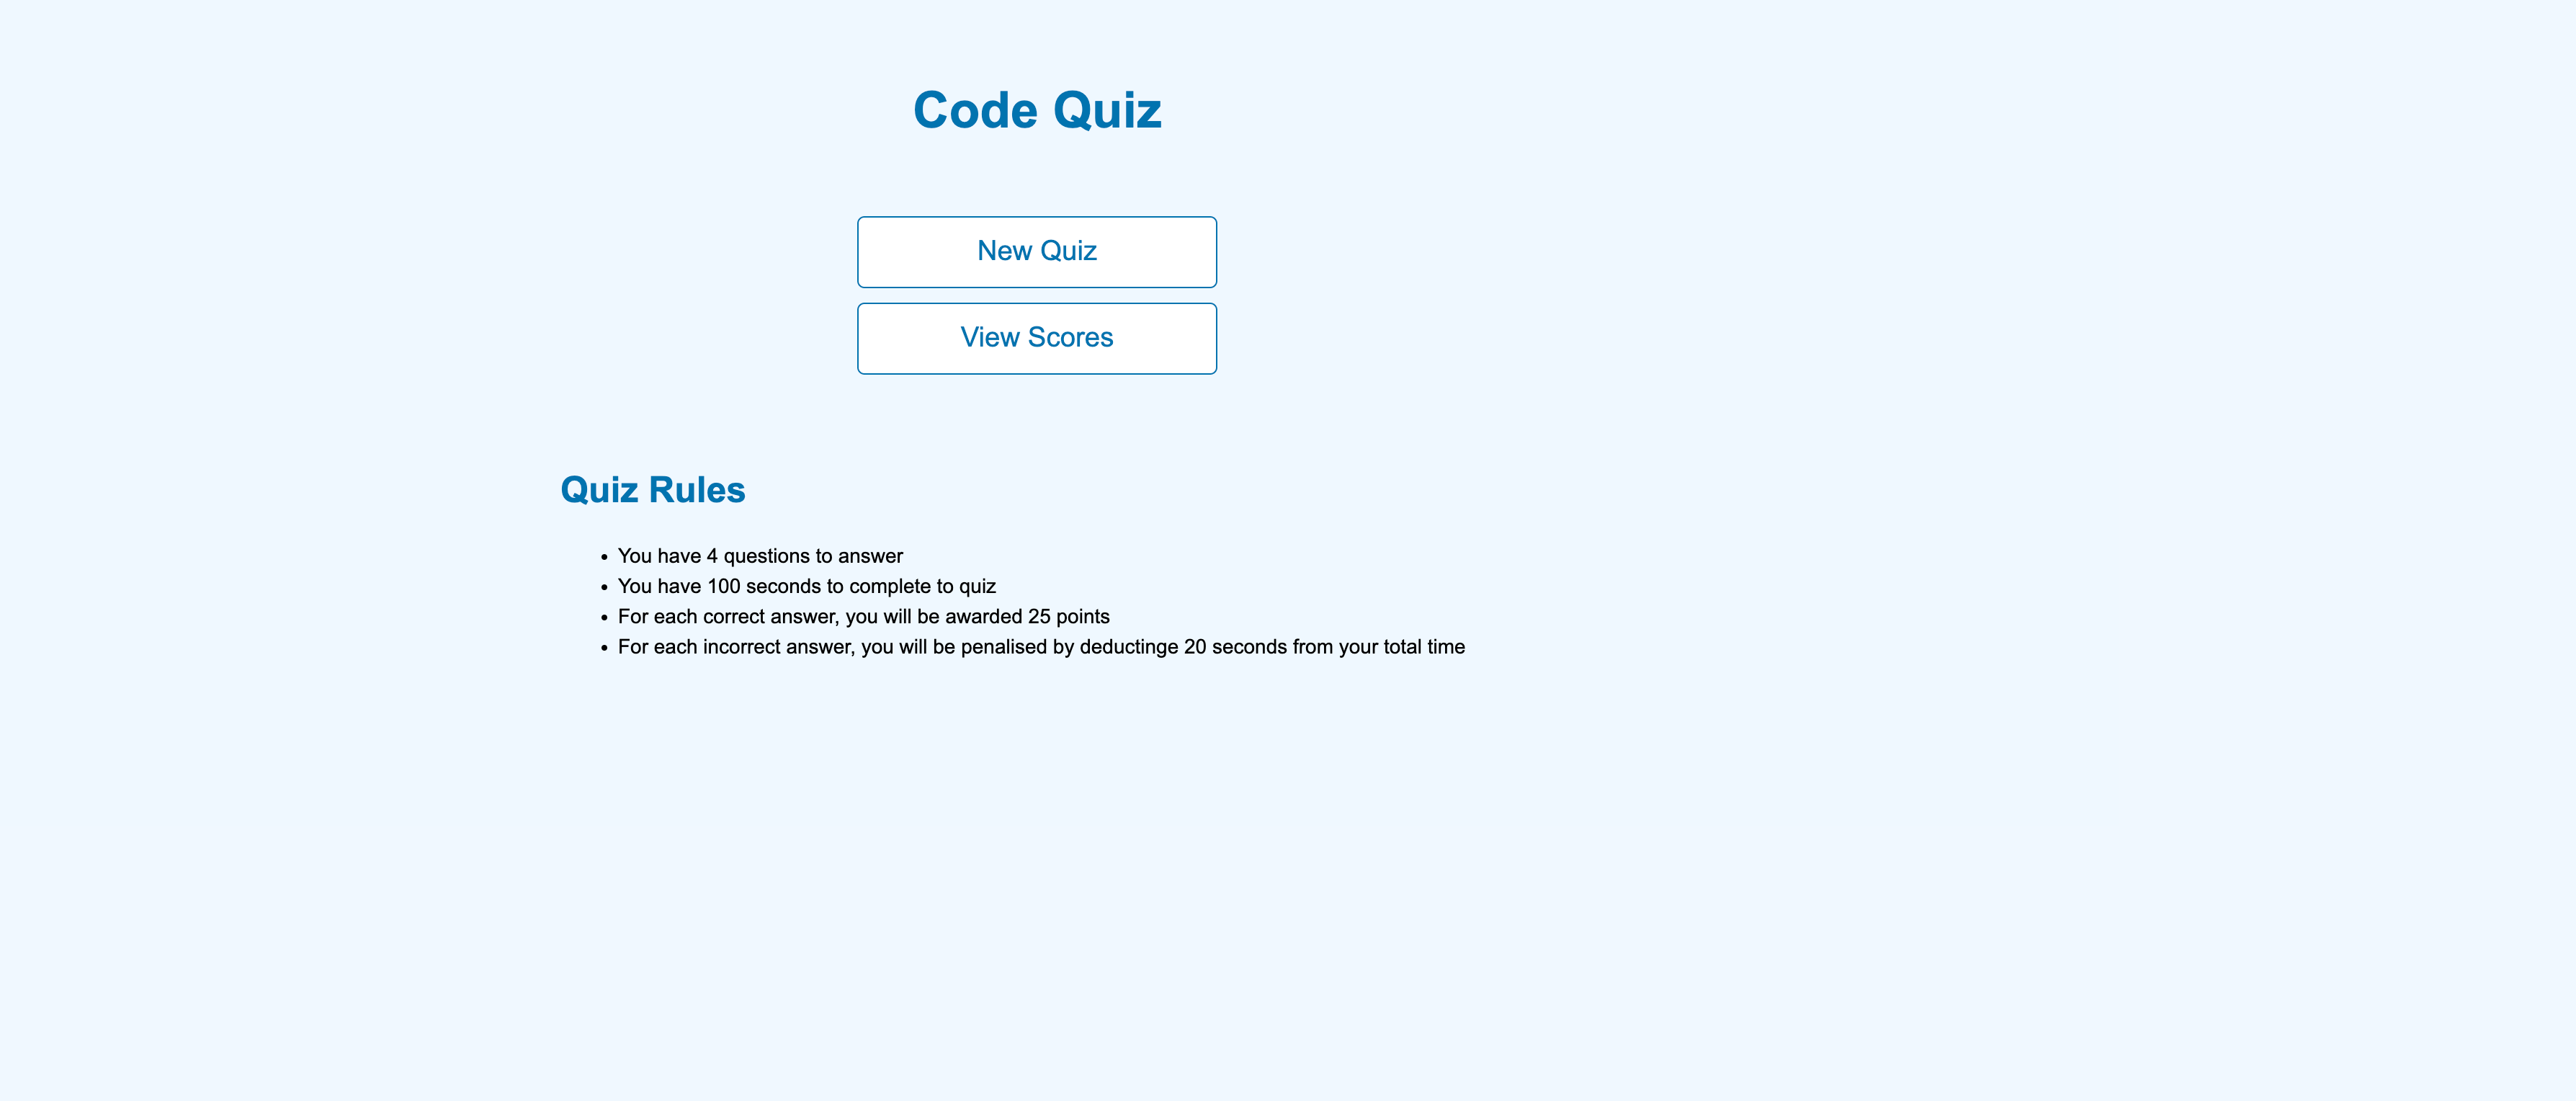 Code Quiz
New Quiz
View Scores
Quiz Rules
• You have 4 questions to answer
• You have 100 seconds to complete to quiz
• For each correct answer, you will be awarded 25 points
• For each incorrect answer, you will be penalised by deductinge 20 seconds from your total time